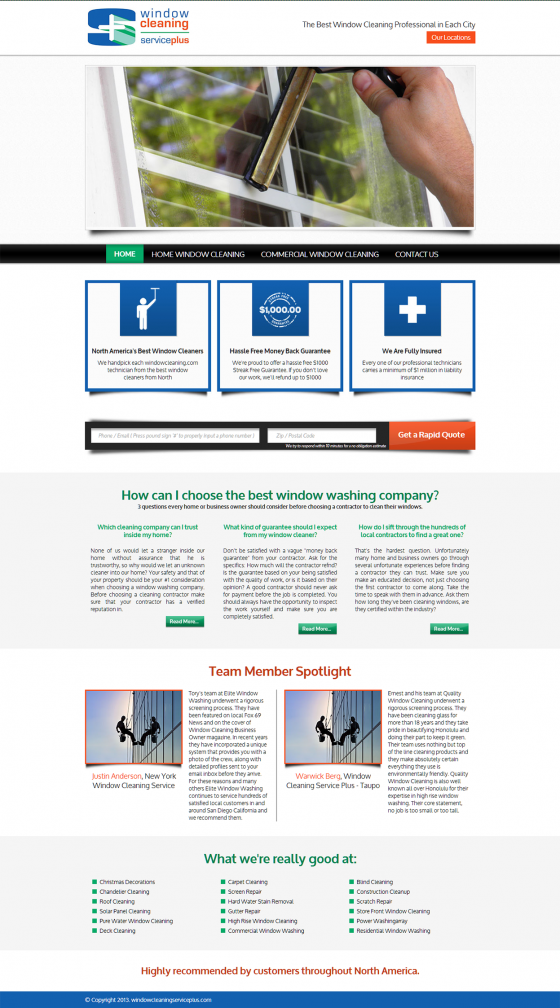 window
cleaning
serviceplus
The Best Window Cleaning Professional in Each City
Our Locations
HOME
HOME WINDOW CLEANING
COMMERCIAL WINDOW CLEANING
CONTACT US
$1,000.00
North America's Best Window Cleaners
We handpick each windowcleaning.com
technician from the best window
cleaners from North
Hassle Free Money Back Guarantee
We're proud to offer a hassle free $1000
Streak Free Guarantee. If you don't love
our work, we'll refund up to $1000
We Are Fully Insured
Every one of our professional technicians
carries a minimum of $1 million in liability
insurance
Phone / Email ( Press pound sign '#' to properly input a phone number )
Zip / Postal Code
We try to respond within 10 minutes for a no obligation estimate
Get a Rapid Quote
How can I choose the best window washing company?
3 questions every home or business owner should consider before choosing a contractor to clean their windows.
Which cleaning company can I trust
inside my home?
None of us would let a stranger inside our
home without assurance that he is
trustworthy, so why would we let an unknown
cleaner into our home? Your safety and that of
your property should be your #1 consideration
when choosing a window washing company.
Before choosing a cleaning contractor make
sure that your contractor has a verified
reputation in.
Read More...
What kind of guarantee should I expect
from my window cleaner?
Don't be satisfied with a vague "money back
guarantee" from your contractor. Ask for the
specifics: How much will the contractor refind?
Is the guarantee based on your being satisfied
with the quality of work, or is it based on their
opinion? A good contractor should never ask
for payment before the job is completed. You
should always have the opportunity to inspect
the work yourself and make sure you are
completely satisfied.
Read More...
How do I sift through the hundreds of
local contractors to find a great one?
That's the hardest question. Unfortunately
many home and business owners go through
several unfortunate experiences before finding
a contractor they can trust. Make sure you
make an educated decision, not just choosing
the first contractor to come along. Take the
time to speak with them in advance. Ask them
how long they've been cleaning windows, are
they certified within the industry?
Read More...
Team Member Spotlight
Justin Anderson, New York
Window Cleaning Service
Tory's team at Elite Window
Washing underwent a rigorous
screening process. They have
been featured on local Fox 69
News and on the cover of
Window Cleaning Business
Owner magazine. In recent years
they have incorporated a unique
system that provides you with a
photo of the crew, along with
detailed profiles sent to your
email inbox before they arrive.
For these reasons and many
others Elite Window Washing
continues to service hundreds of
satisfied local customers in and
around San Diego California and
we recommend them.
Warwick Berg, Window
Cleaning Service Plus - Taupo
Ernest and his team at Quality
Window Cleaning underwent a
rigorous screening process. They
have been cleaning glass for
more than 18 years and they take
pride in beautifying Honolulu and
doing their part to keep it green.
Their team uses nothing but top
of the line cleaning products and
they make absolutely certain
everything they use is
environmentally friendly. Quality
Window Cleaning is also well
known all over Honolulu for their
expertise in high rise window
washing. Their core statement,
no job is too small or too tall.
What we're really good at:
Christmas Decorations
Chandelier Cleaning
Roof Cleaning
Solar Panel Cleaning
Pure Water Window Cleaning
Deck Cleaning
Carpet Cleaning
Screen Repair
Hard Water Stain Removal
Gutter Repair
High Rise Window Cleaning
Commercial Window Washing
Blind Cleaning
Construction Cleanup
Scratch Repair
Store Front Window Cleaning
Power Washingarray
Residential Window Washing
Highly recommended by customers throughout North America.
© Copyright 2013. windowcleaningserviceplus.com